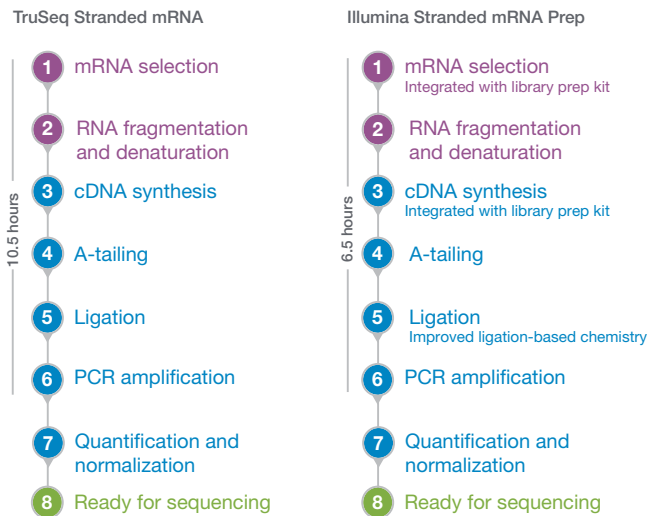 TruSeq Stranded mRNA
10.5 hours
1 mRNA selection
2 RNA fragmentation
and denaturation
3 cDNA synthesis
4 A-tailing
5 Ligation
6 PCR amplification
7 Quantification and
normalization
8 Ready for sequencing
Illumina Stranded mRNA Prep
6.5 hours
1 mRNA selection
Integrated with library prep kit
2 RNA fragmentation
and denaturation
3 cDNA synthesis
Integrated with library prep kit
4 A-tailing
5 Ligation
Improved ligation-based chemistry
6 PCR amplification
7 Quantification and
normalization
8 Ready for sequencing